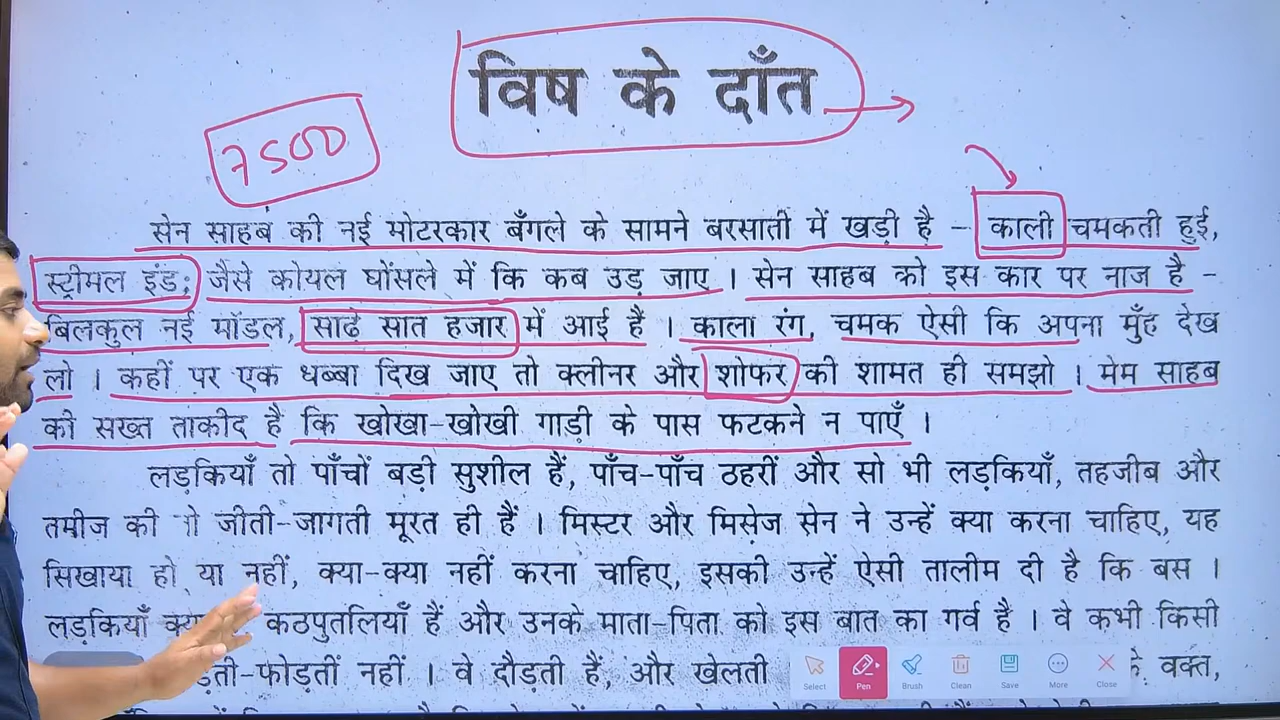 विष के दाँत
7500
सेन साहब की नई मोटरकार बँगले के सामने बरसाती में खड़ी है - काली चमकती हुई,
स्ट्रीमल इंड; जैसे कोयल घोंसले में कि कब उड़ जाए । सेन साहब को इस कार पर नाज है -
बिलकुल नई मॉडल, साढ़े सात हजार में आई है । काला रंग, चमक ऐसी कि अपना मुँह देख
लो । कहीं पर एक धब्बा दिख जाए तो क्लीनर और शोफर की शामत ही समझो । मेम साहब
की सख्त ताकीद है कि खोखा-खोखी गाड़ी के पास फटकने न पाएँ ।
लड़कियाँ तो पाँचों बड़ी सुशील हैं, पाँच-पाँच ठहरीं और सो भी लड़कियाँ, तहजीब और
तमीज की जीती-जागती मूरत ही हैं । मिस्टर और मिसेज सेन ने उन्हें क्या करना चाहिए, यह
सिखाया हो या नहीं, क्या-क्या नहीं करना चाहिए, इसकी उन्हें ऐसी तालीम दी है कि बस ।
लड़कियाँ कठपुतलियाँ हैं और उनके माता-पिता को इस बात का गर्व है । वे कभी किसी
फोड़तीं नहीं । वे दौड़ती हैं, और खेलती वक्त,
Select Pen Brush Clean Save More Close